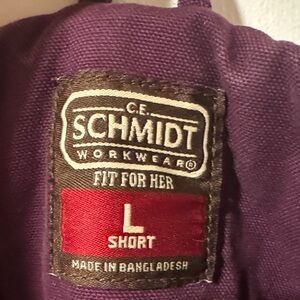 C.E.
SCHMIDT
WORKWEAR®
FIT FOR HER
L
SHORT
MADE IN BANGLADESH